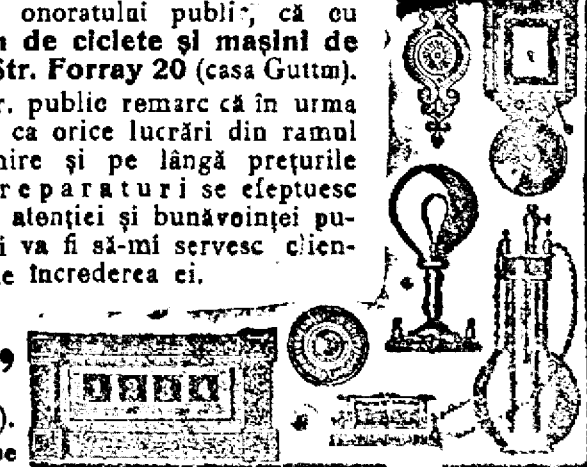 onoratului public, că cu
de ciclete și mașini de
Str. Forray 20 (casa Guttm).
r. public remarc că în urma
ca orice lucrări din ramul
nire și pe lângă prețurile
reparaturi se efeptuesc
atenției și bunăvoinței pu-
i va fi să-mi servesc clien-
e încrederea ei.
9
).